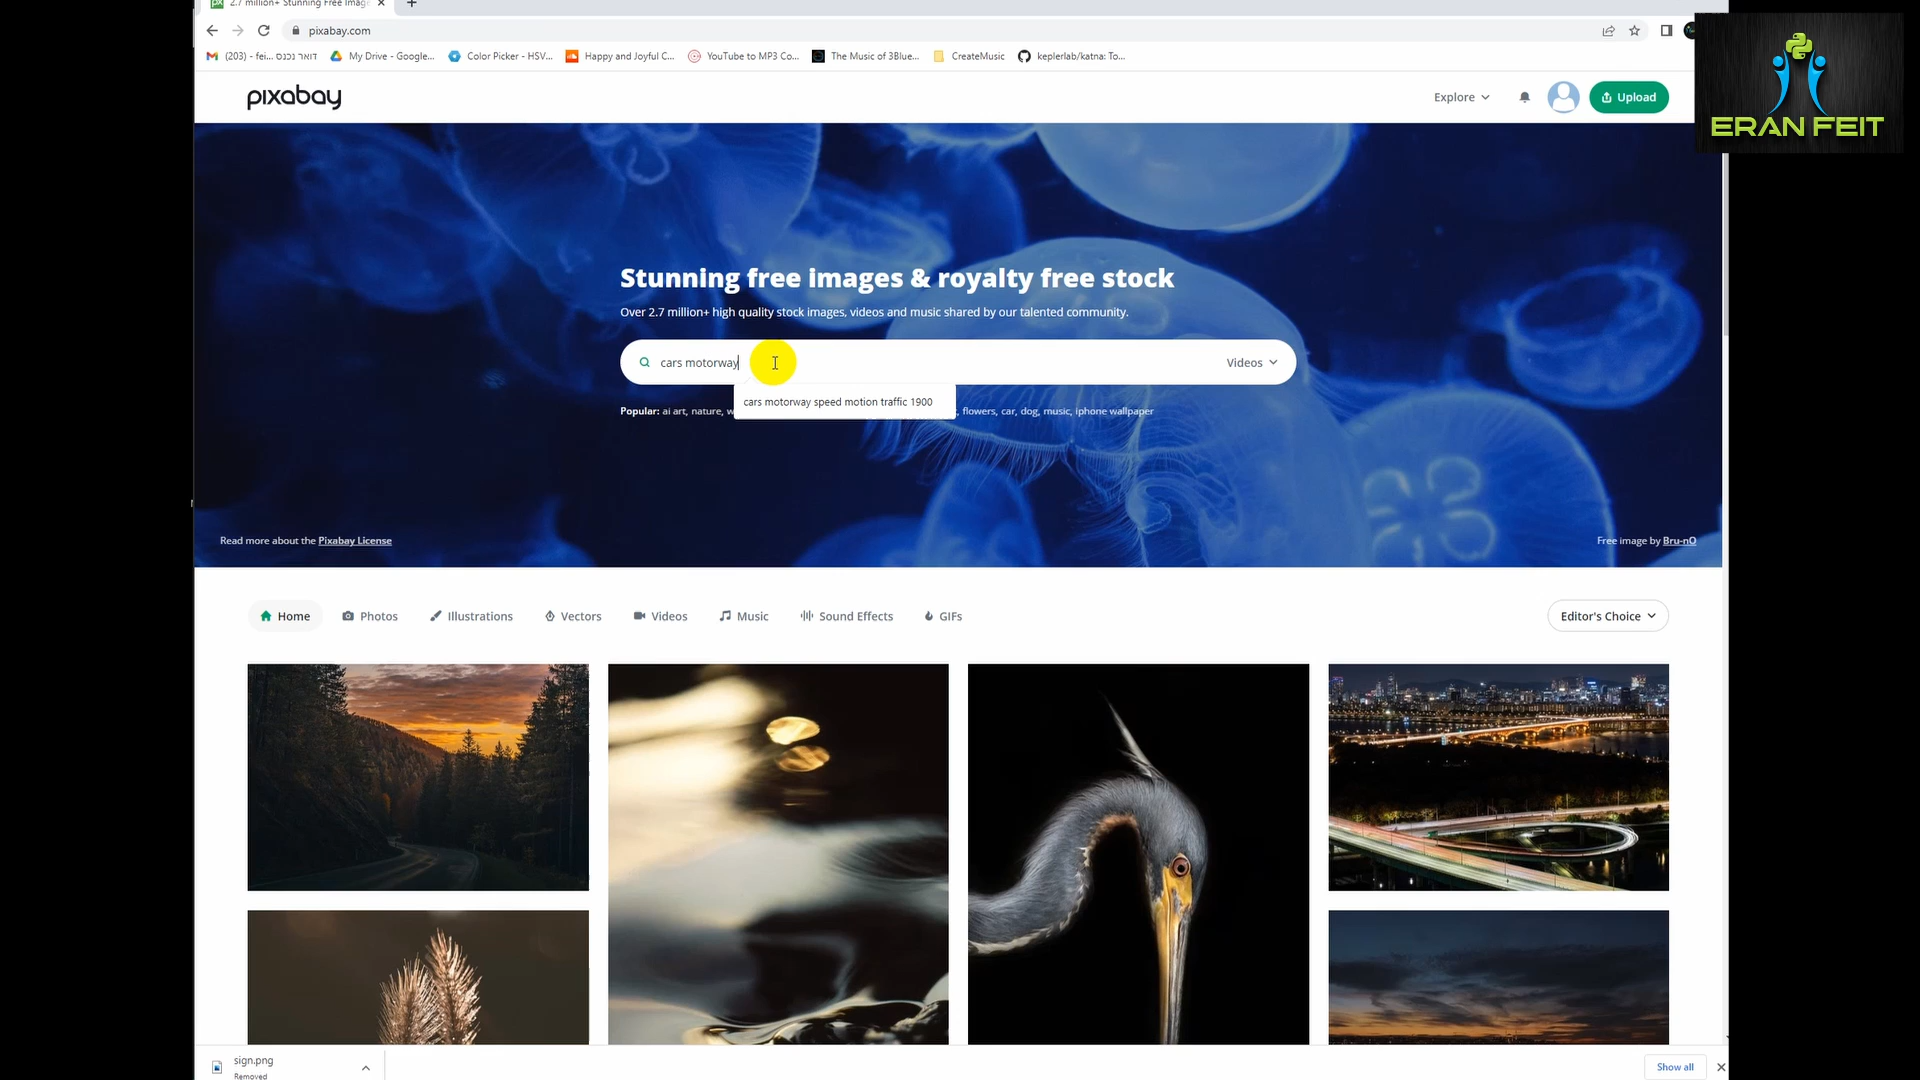 2.7 million+ Stunning Free Imag
pixabay.com
(203) - fei... דואר נכנס
My Drive - Google...
Color Picker - HSV...
Happy and Joyful C...
YouTube to MP3 Co...
The Music of 3Blue...
CreateMusic
keplerlab/katna: To...
ERAN FEIT
pixabay
Explore
Upload
Stunning free images & royalty free stock
Over 2.7 million+ high quality stock images, videos and music shared by our talented community.
cars motorway
Videos
cars motorway speed motion traffic 1900
Popular: ai art, nature, w
, flowers, car, dog, music, iphone wallpaper
Read more about the Pixabay License
Free image by Bru-nO
Home
Photos
Illustrations
Vectors
Videos
Music
Sound Effects
GIFs
Editor's Choice
sign.png
Removed
Show all